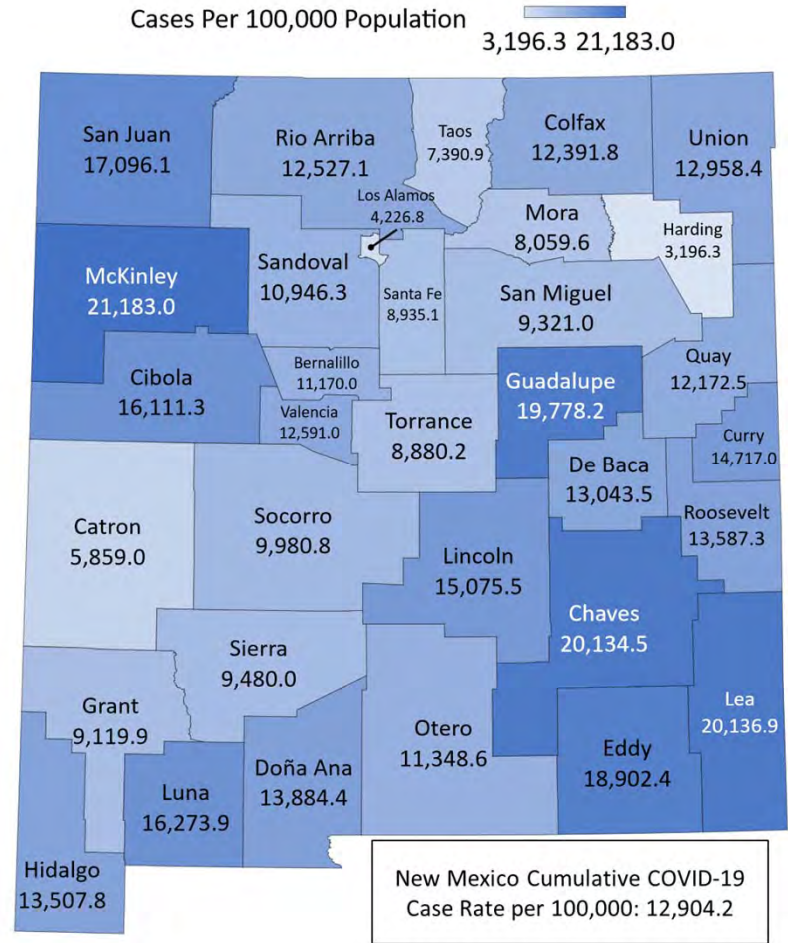 Cases Per 100,000 Population
3,196.3 21,183.0
San Juan
17,096.1
Rio Arriba
12,527.1
Taos
7,390.9
Colfax
12,391.8
Union
12,958.4
Los Alamos
4,226.8
Mora
8,059.6
Harding
3,196.3
McKinley
21,183.0
Sandoval
10,946.3
Santa Fe
8,935.1
San Miguel
9,321.0
Cibola
16,111.3
Bernalillo
11,170.0
Valencia
12,591.0
Torrance
8,880.2
Guadalupe
19,778.2
Quay
12,172.5
Curry
14,717.0
De Baca
13,043.5
Roosevelt
13,587.3
Catron
5,859.0
Socorro
9,980.8
Lincoln
15,075.5
Chaves
20,134.5
Sierra
9,480.0
Grant
9,119.9
Otero
11,348.6
Lea
20,136.9
Eddy
18,902.4
Luna
16,273.9
Doña Ana
13,884.4
Hidalgo
13,507.8
New Mexico Cumulative COVID-19
Case Rate per 100,000: 12,904.2